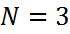 N = 3